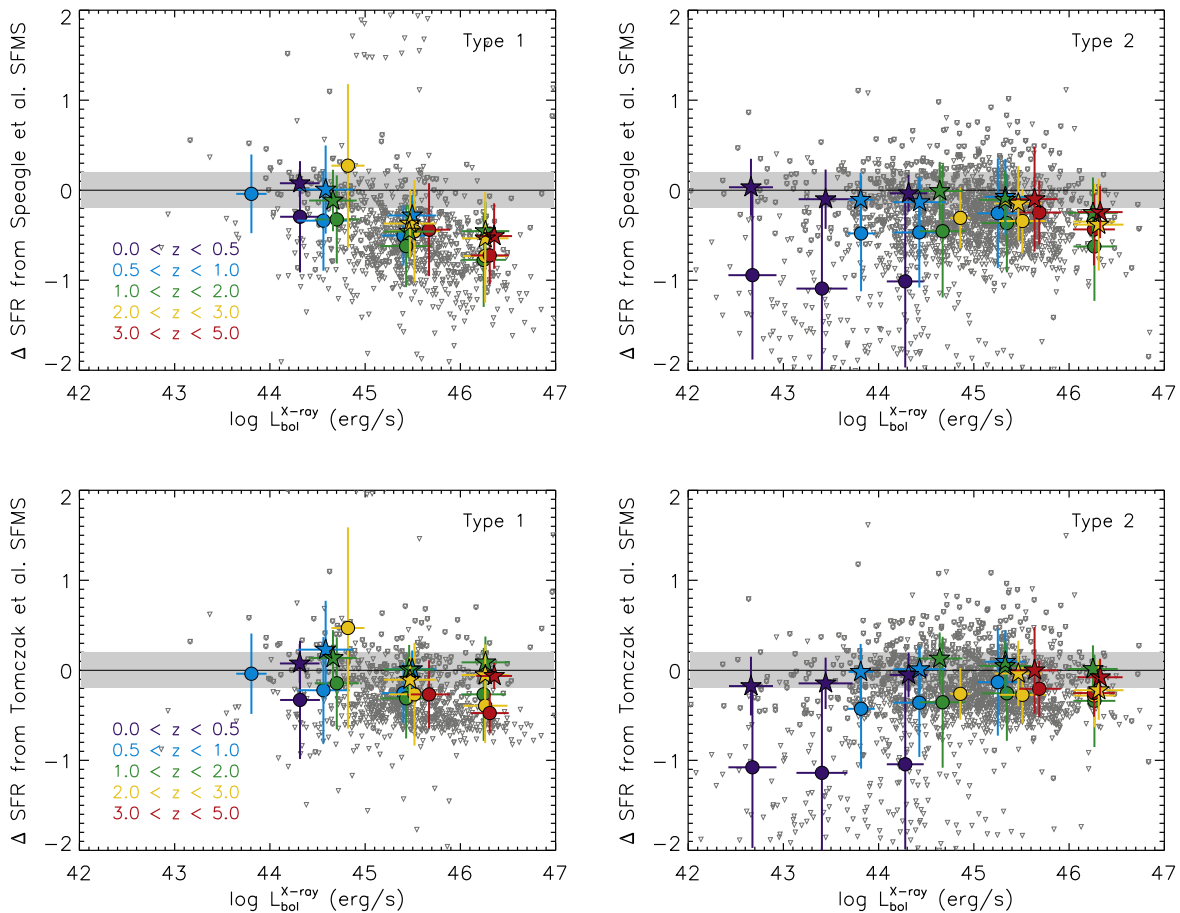 Δ SFR from Speagle et al. SFMS
2
1
0
−1
−2
Type 1
0.0 < z < 0.5
0.5 < z < 1.0
1.0 < z < 2.0
2.0 < z < 3.0
3.0 < z < 5.0
42 43 44 45 46 47
log L_bol^X-ray (erg/s)
Δ SFR from Speagle et al. SFMS
2
1
0
−1
−2
Type 2
42 43 44 45 46 47
log L_bol^X-ray (erg/s)
Δ SFR from Tomczak et al. SFMS
2
1
0
−1
−2
Type 1
0.0 < z < 0.5
0.5 < z < 1.0
1.0 < z < 2.0
2.0 < z < 3.0
3.0 < z < 5.0
42 43 44 45 46 47
log L_bol^X-ray (erg/s)
Δ SFR from Tomczak et al. SFMS
2
1
0
−1
−2
Type 2
42 43 44 45 46 47
log L_bol^X-ray (erg/s)